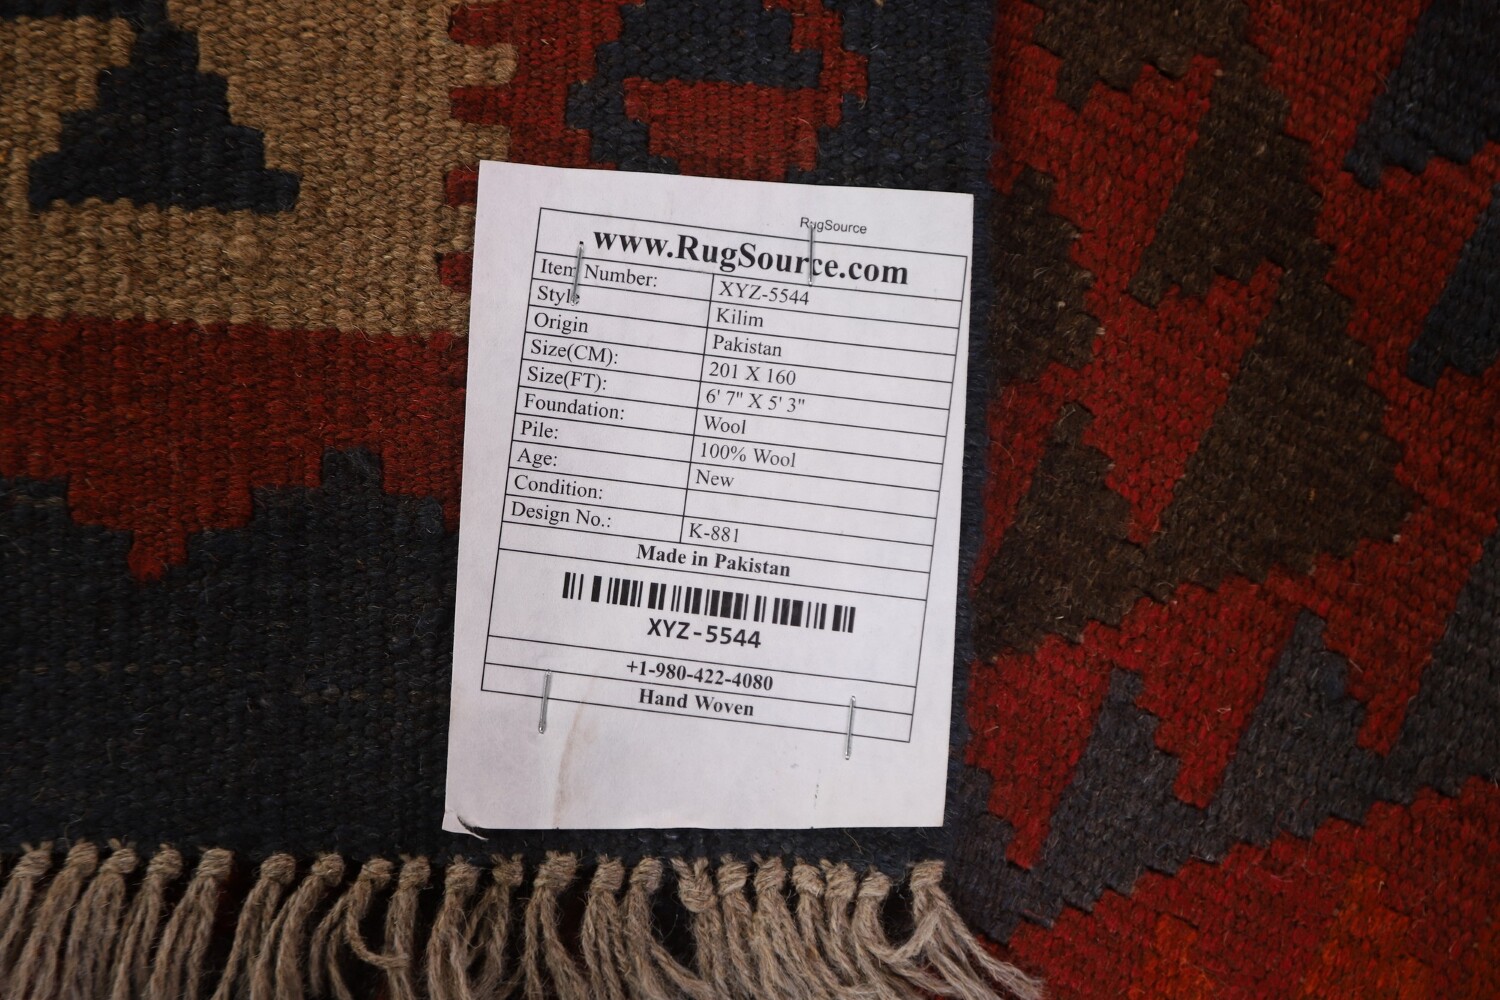 RugSource
www.RugSource.com
Item Number: XYZ-5544
Style Kilim
Origin Pakistan
Size(CM): 201 X 160
Size(FT): 6' 7" X 5' 3"
Foundation: Wool
Pile: 100% Wool
Age: New
Condition:
Design No.: K-881
Made in Pakistan
XYZ-5544
+1-980-422-4080
Hand Woven